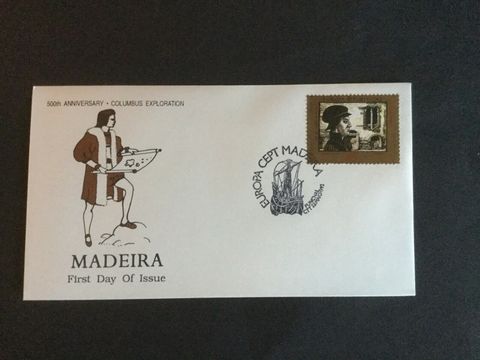 500th ANNIVERSARY • COLUMBUS EXPLORATION
EUROPA CEPT MADEIRA
MADEIRA
First Day Of Issue